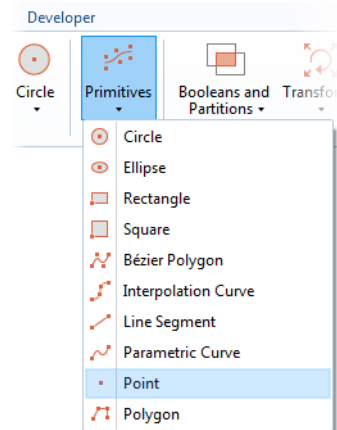 Developer
Circle
Primitives
Booleans and
Partitions
Circle
Ellipse
Rectangle
Square
Bézier Polygon
Interpolation Curve
Line Segment
Parametric Curve
Point
Polygon